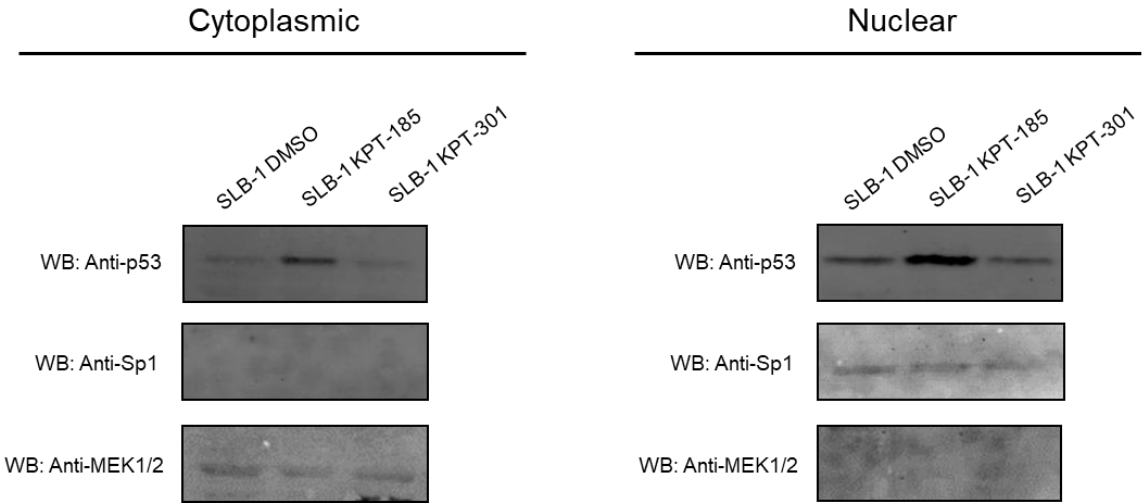 Cytoplasmic
SLB-1 DMSO
SLB-1 KPT-185
SLB-1 KPT-301
WB: Anti-p53
WB: Anti-Sp1
WB: Anti-MEK1/2
Nuclear
SLB-1 DMSO
SLB-1 KPT-185
SLB-1 KPT-301
WB: Anti-p53
WB: Anti-Sp1
WB: Anti-MEK1/2